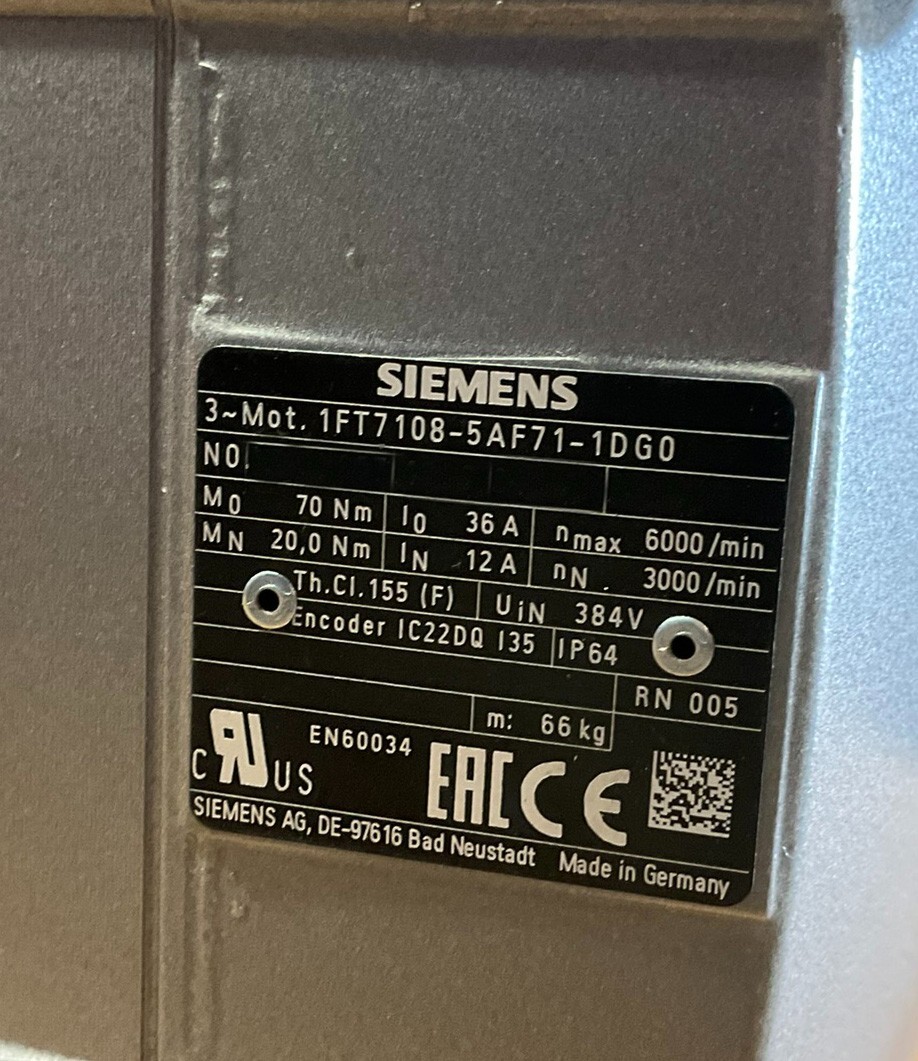 SIEMENS
3~Mot. 1FT7108-5AF71-1DG0
NO
M0 70 Nm I0 36 A nmax 6000/min
MN 20,0 Nm IN 12 A nN 3000/min
Th.Cl.155 (F) UiN 384V
Encoder IC22DQ I35 IP64
RN 005
m: 66 kg
c RU US EN60034 EAC CE
SIEMENS AG, DE-97616 Bad Neustadt Made in Germany